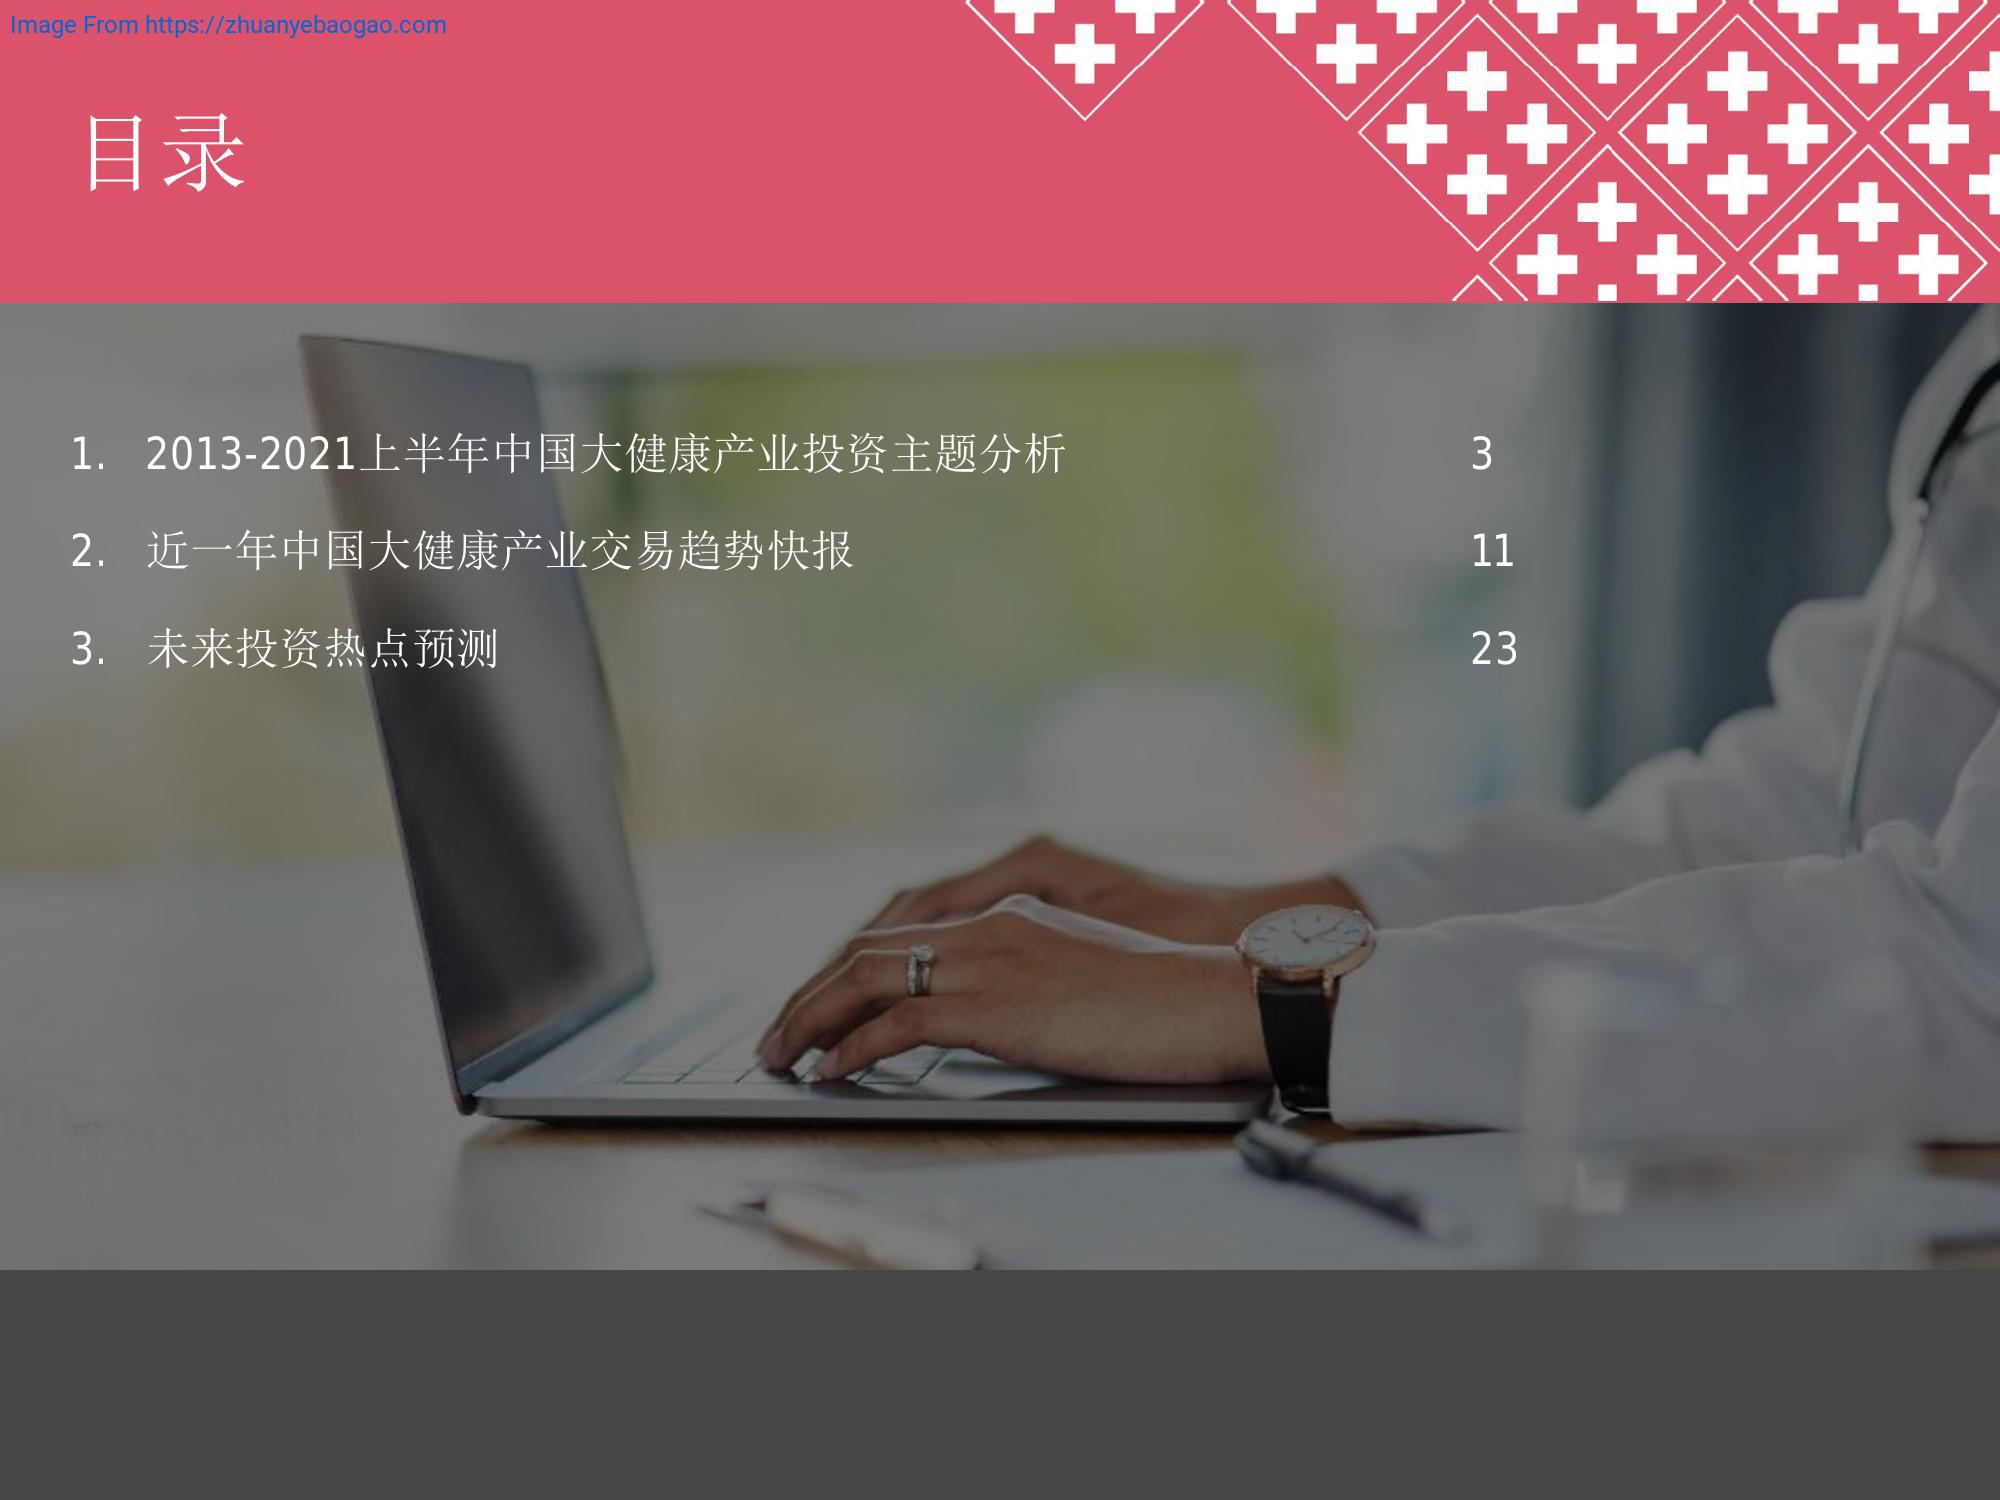 Image From https://zhuanyebaogao.com
目录
1. 2013-2021上半年中国大健康产业投资主题分析 3
2. 近一年中国大健康产业交易趋势快报 11
3. 未来投资热点预测 23